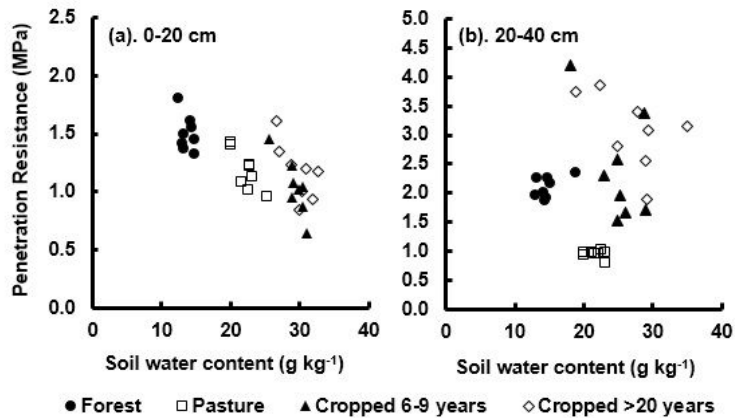 Penetration Resistance (MPa)
(a). 0-20 cm
2.5
2.0
1.5
1.0
0.5
0.0
0 10 20 30 40
Soil water content (g kg⁻¹)
(b). 20-40 cm
5.0
4.5
4.0
3.5
3.0
2.5
2.0
1.5
1.0
0.5
0.0
0 10 20 30 40
Soil water content (g kg⁻¹)
Forest Pasture Cropped 6-9 years Cropped >20 years